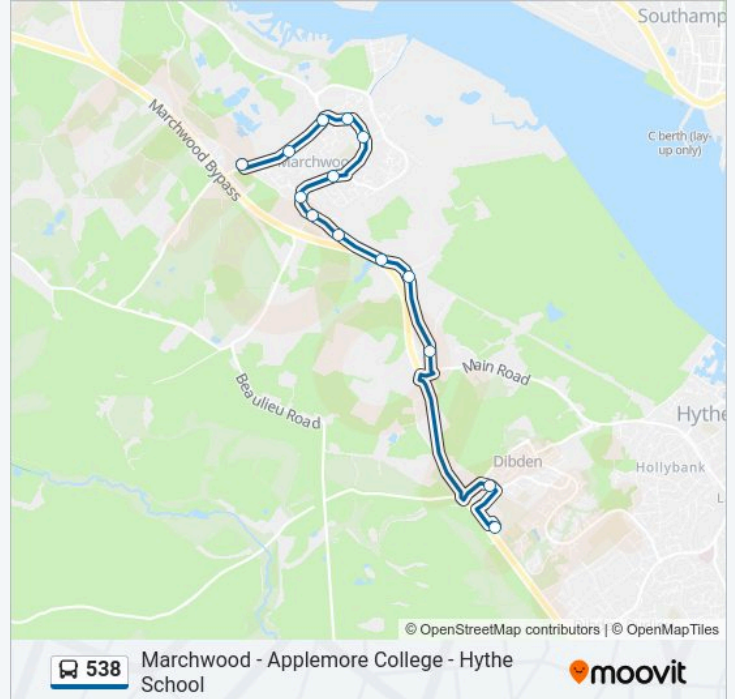 Southamp
Marchwood Bypass
C berth (lay-
up only)
Marchwoo
Main Road
Beaulieu Road
Hythe
Dibden
Hollybank
L
© OpenStreetMap contributors | © OpenMapTiles
538
Marchwood - Applemore College - Hythe
School
moovit